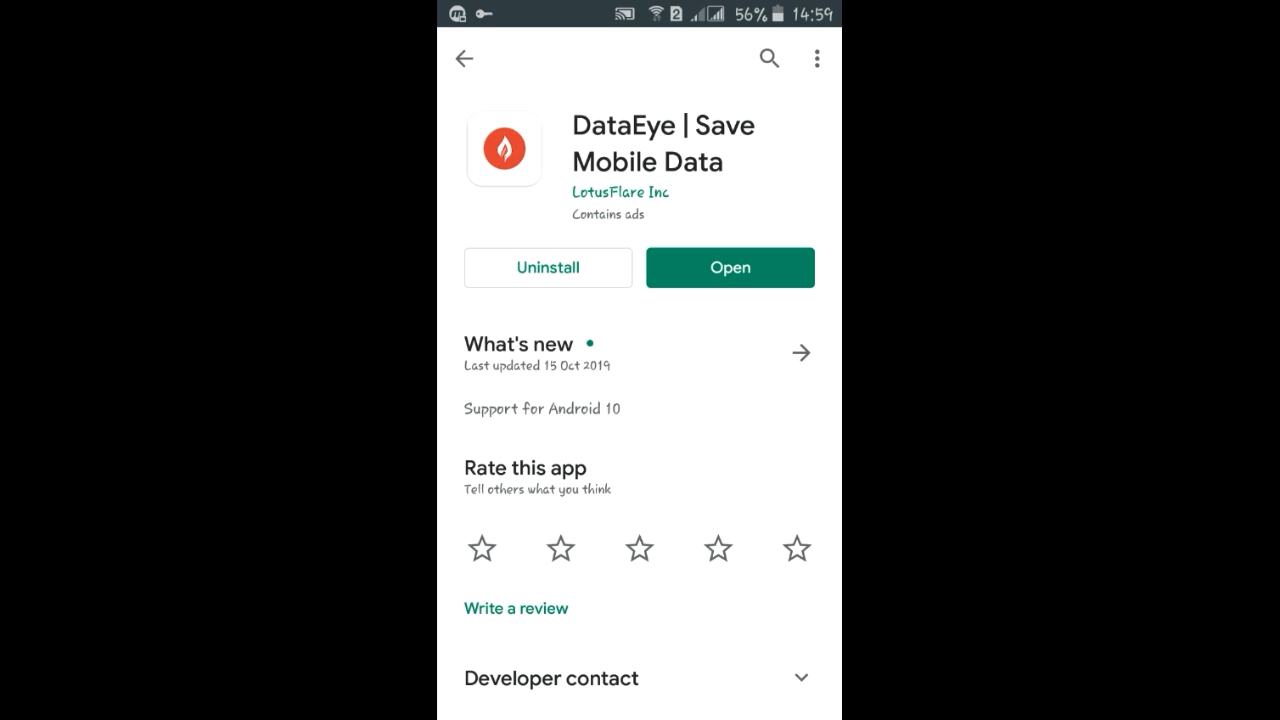 2 56% 14:59
DataEye | Save
Mobile Data
LotusFlare Inc
Contains ads
Uninstall Open
What's new
Last updated 15 Oct 2019
Support for Android 10
Rate this app
Tell others what you think
Write a review
Developer contact